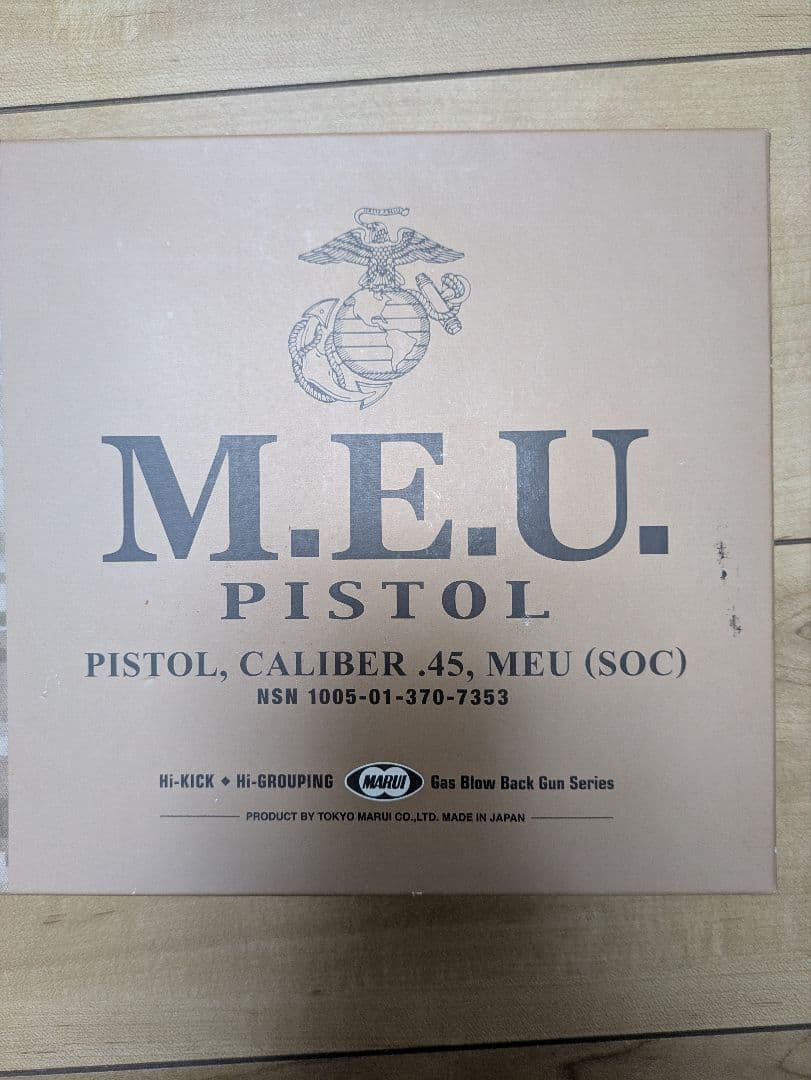 M.E.U.
PISTOL
PISTOL, CALIBER .45, MEU (SOC)
NSN 1005-01-370-7353
Hi-KICK ◆ Hi-GROUPING MARUI Gas Blow Back Gun Series
PRODUCT BY TOKYO MARUI CO.,LTD. MADE IN JAPAN